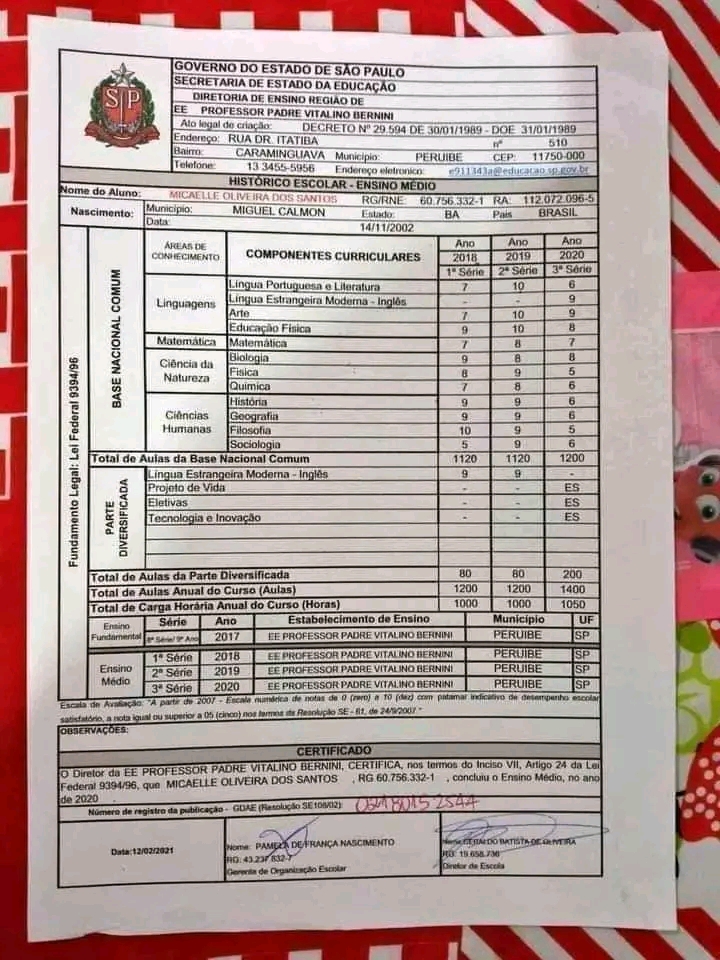 SP
GOVERNO DO ESTADO DE SÃO PAULO
SECRETARIA DE ESTADO DA EDUCAÇÃO
DIRETORIA DE ENSINO REGIÃO DE
EE PROFESSOR PADRE VITALINO BERNINI
Ato legal de criação: DECRETO Nº 29.594 DE 30/01/1989 - DOE 31/01/1989
Endereço: RUA DR. ITATIBA nº 510
Bairro: CARAMINGUAVA Município: PERUIBE CEP: 11750-000
Telefone: 13 3455-5956 Endereço eletronico: e911343a@educacao.sp.gov.br
HISTÓRICO ESCOLAR - ENSINO MÉDIO
Nome do Aluno: MICAELLE OLIVEIRA DOS SANTOS RG/RNE: 60.756.332-1 RA: 112.072.096-5
Nascimento: Município: MIGUEL CALMON Estado: BA Pais BRASIL
Data: 14/11/2002
Fundamento Legal: Lei Federal 9394/96
BASE NACIONAL COMUM
ÁREAS DE CONHECIMENTO COMPONENTES CURRICULARES Ano Ano Ano
2018 2019 2020
1ª Série 2ª Série 3ª Série
Linguagens
Língua Portuguesa e Literatura 7 10 6
Língua Estrangeira Moderna - Inglês - - 9
Arte 7 10 9
Educação Física 9 10 8
Matemática Matemática 7 8 7
Ciência da Natureza
Biologia 9 8 8
Fisica 8 9 5
Quimica 7 8 6
Ciências Humanas
História 9 9 6
Geografia 9 9 6
Filosofia 10 9 5
Sociologia 5 9 6
Total de Aulas da Base Nacional Comum 1120 1120 1200
PARTE DIVERSIFICADA
Língua Estrangeira Moderna - Inglês 9 9 -
Projeto de Vida - - ES
Eletivas - - ES
Tecnologia e Inovação - - ES
Total de Aulas da Parte Diversificada 80 80 200
Total de Aulas Anual do Curso (Aulas) 1200 1200 1400
Total de Carga Horária Anual do Curso (Horas) 1000 1000 1050
Ensino Fundamental Série Ano Estabelecimento de Ensino Município UF
8ª Série/ 9º Ano 2017 EE PROFESSOR PADRE VITALINO BERNINI PERUIBE SP
Ensino Médio
1ª Série 2018 EE PROFESSOR PADRE VITALINO BERNINI PERUIBE SP
2ª Série 2019 EE PROFESSOR PADRE VITALINO BERNINI PERUIBE SP
3ª Série 2020 EE PROFESSOR PADRE VITALINO BERNINI PERUIBE SP
Escala de Avaliação: "A partir de 2007 - Escala numérica de notas de 0 (zero) a 10 (dez) com patamar indicativo de desempenho escolar
satisfatório, a nota igual ou superior a 05 (cinco) nos termos da Resolução SE - 61, de 24/9/2007."
OBSERVAÇÕES:
CERTIFICADO
O Diretor da EE PROFESSOR PADRE VITALINO BERNINI, CERTIFICA, nos termos do Inciso VII, Artigo 24 da Lei
Federal 9394/96, que MICAELLE OLIVEIRA DOS SANTOS , RG 60.756.332-1 , concluiu o Ensino Médio, no ano
de 2020 .
Número de registro da publicação - GDAE (Resolução SE108/02):
Data:12/02/2021
Nome: PAMELA DE FRANÇA NASCIMENTO
RG: 43.237.832-7
Gerente de Organização Escolar
Nome: GERALDO BATISTA DE OLIVEIRA
RG: 19.658.736
Diretor de Escola